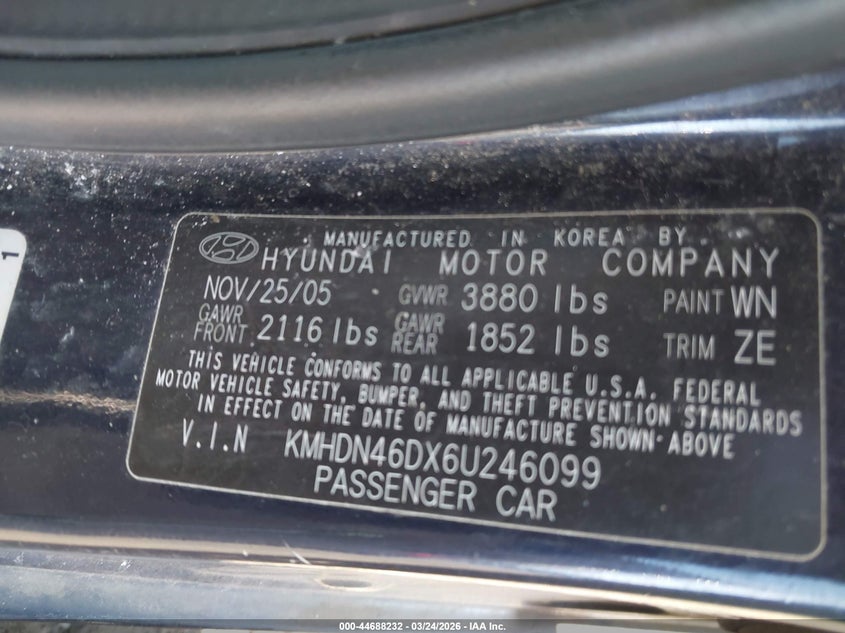 1
MANUFACTURED IN KOREA BY
HYUNDAI MOTOR COMPANY
NOV/25/05 GVWR 3880 lbs PAINT WN
GAWR FRONT 2116 lbs GAWR REAR 1852 lbs TRIM ZE
THIS VEHICLE CONFORMS TO ALL APPLICABLE U.S.A. FEDERAL
MOTOR VEHICLE SAFETY, BUMPER, AND THEFT PREVENTION STANDARDS
IN EFFECT ON THE DATE OF MANUFACTURE SHOWN ABOVE
V.I.N KMHDN46DX6U246099
PASSENGER CAR
000-44688232 - 03/24/2026 - IAA Inc.